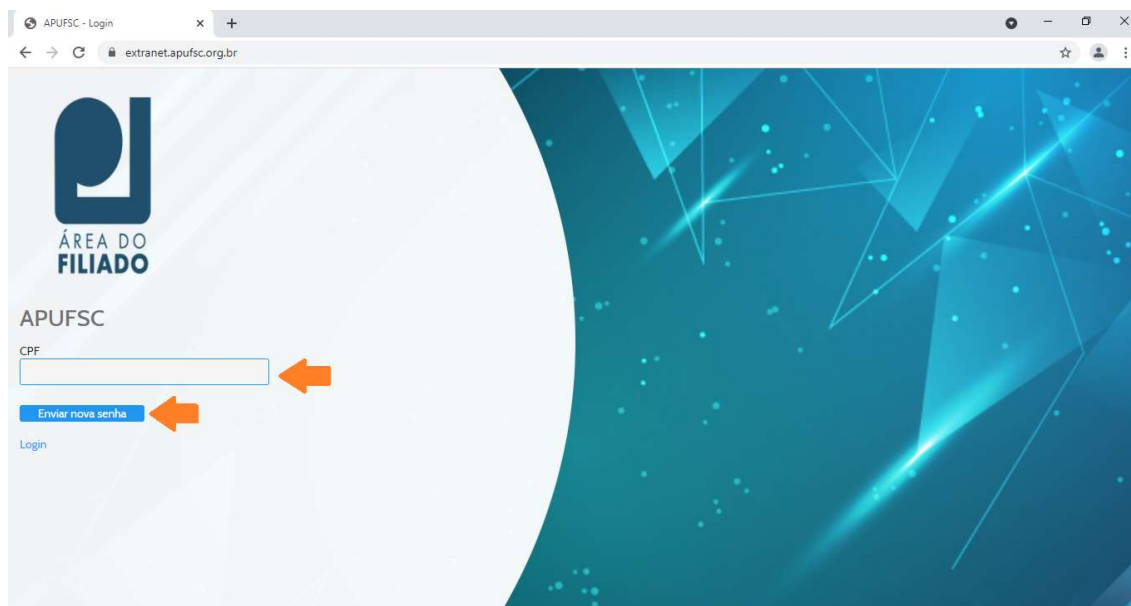 APUFSC - Login
extranet.apufsc.org.br
ÁREA DO
FILIADO
APUFSC
CPF
Enviar nova senha
Login